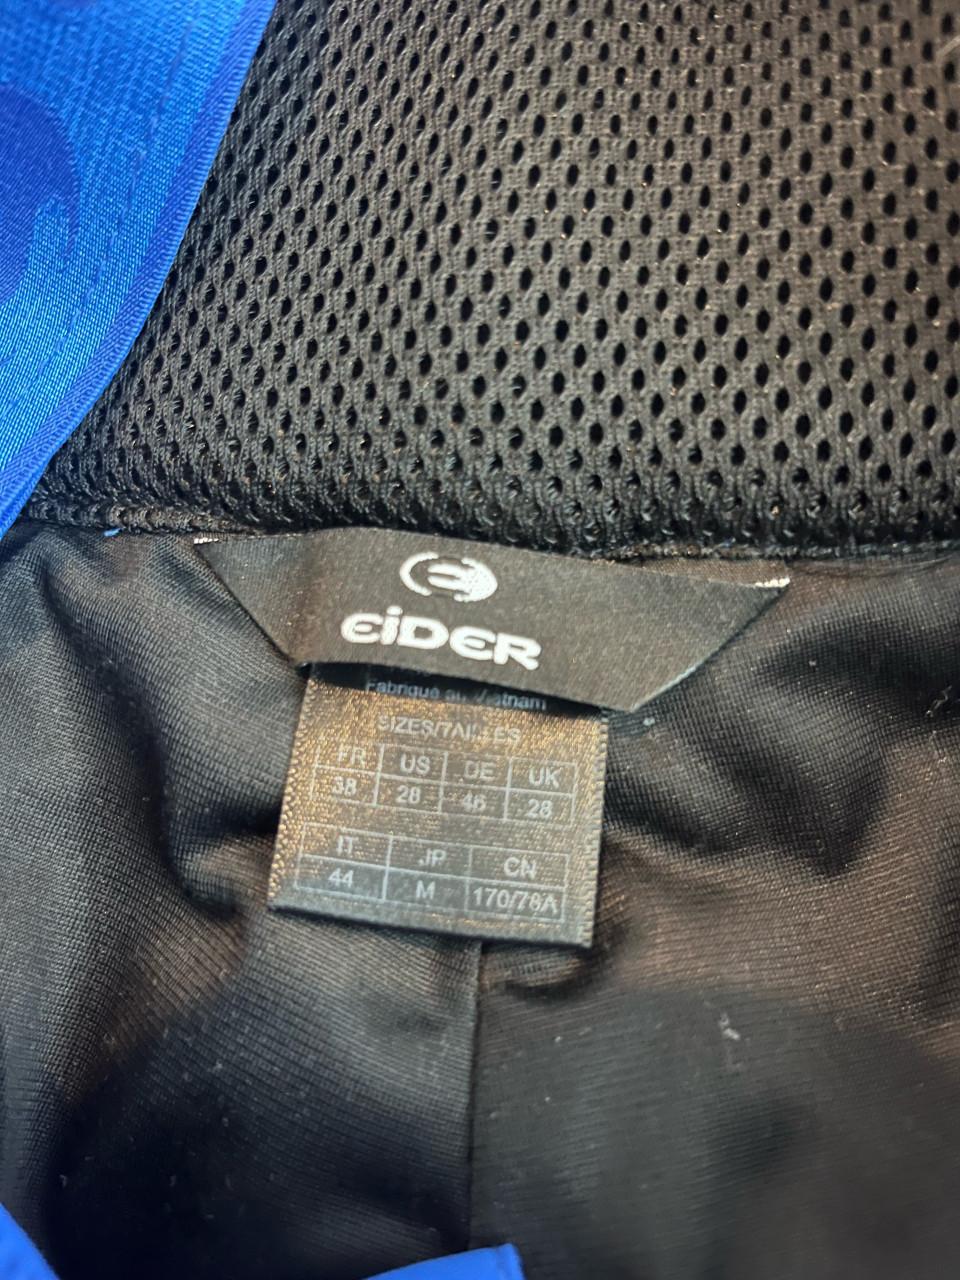 EiDER
Fabriqué au Vietnam
SIZES/TAILLES
FR US DE UK
38 28 46 28
IT JP CN
44 M 170/78A